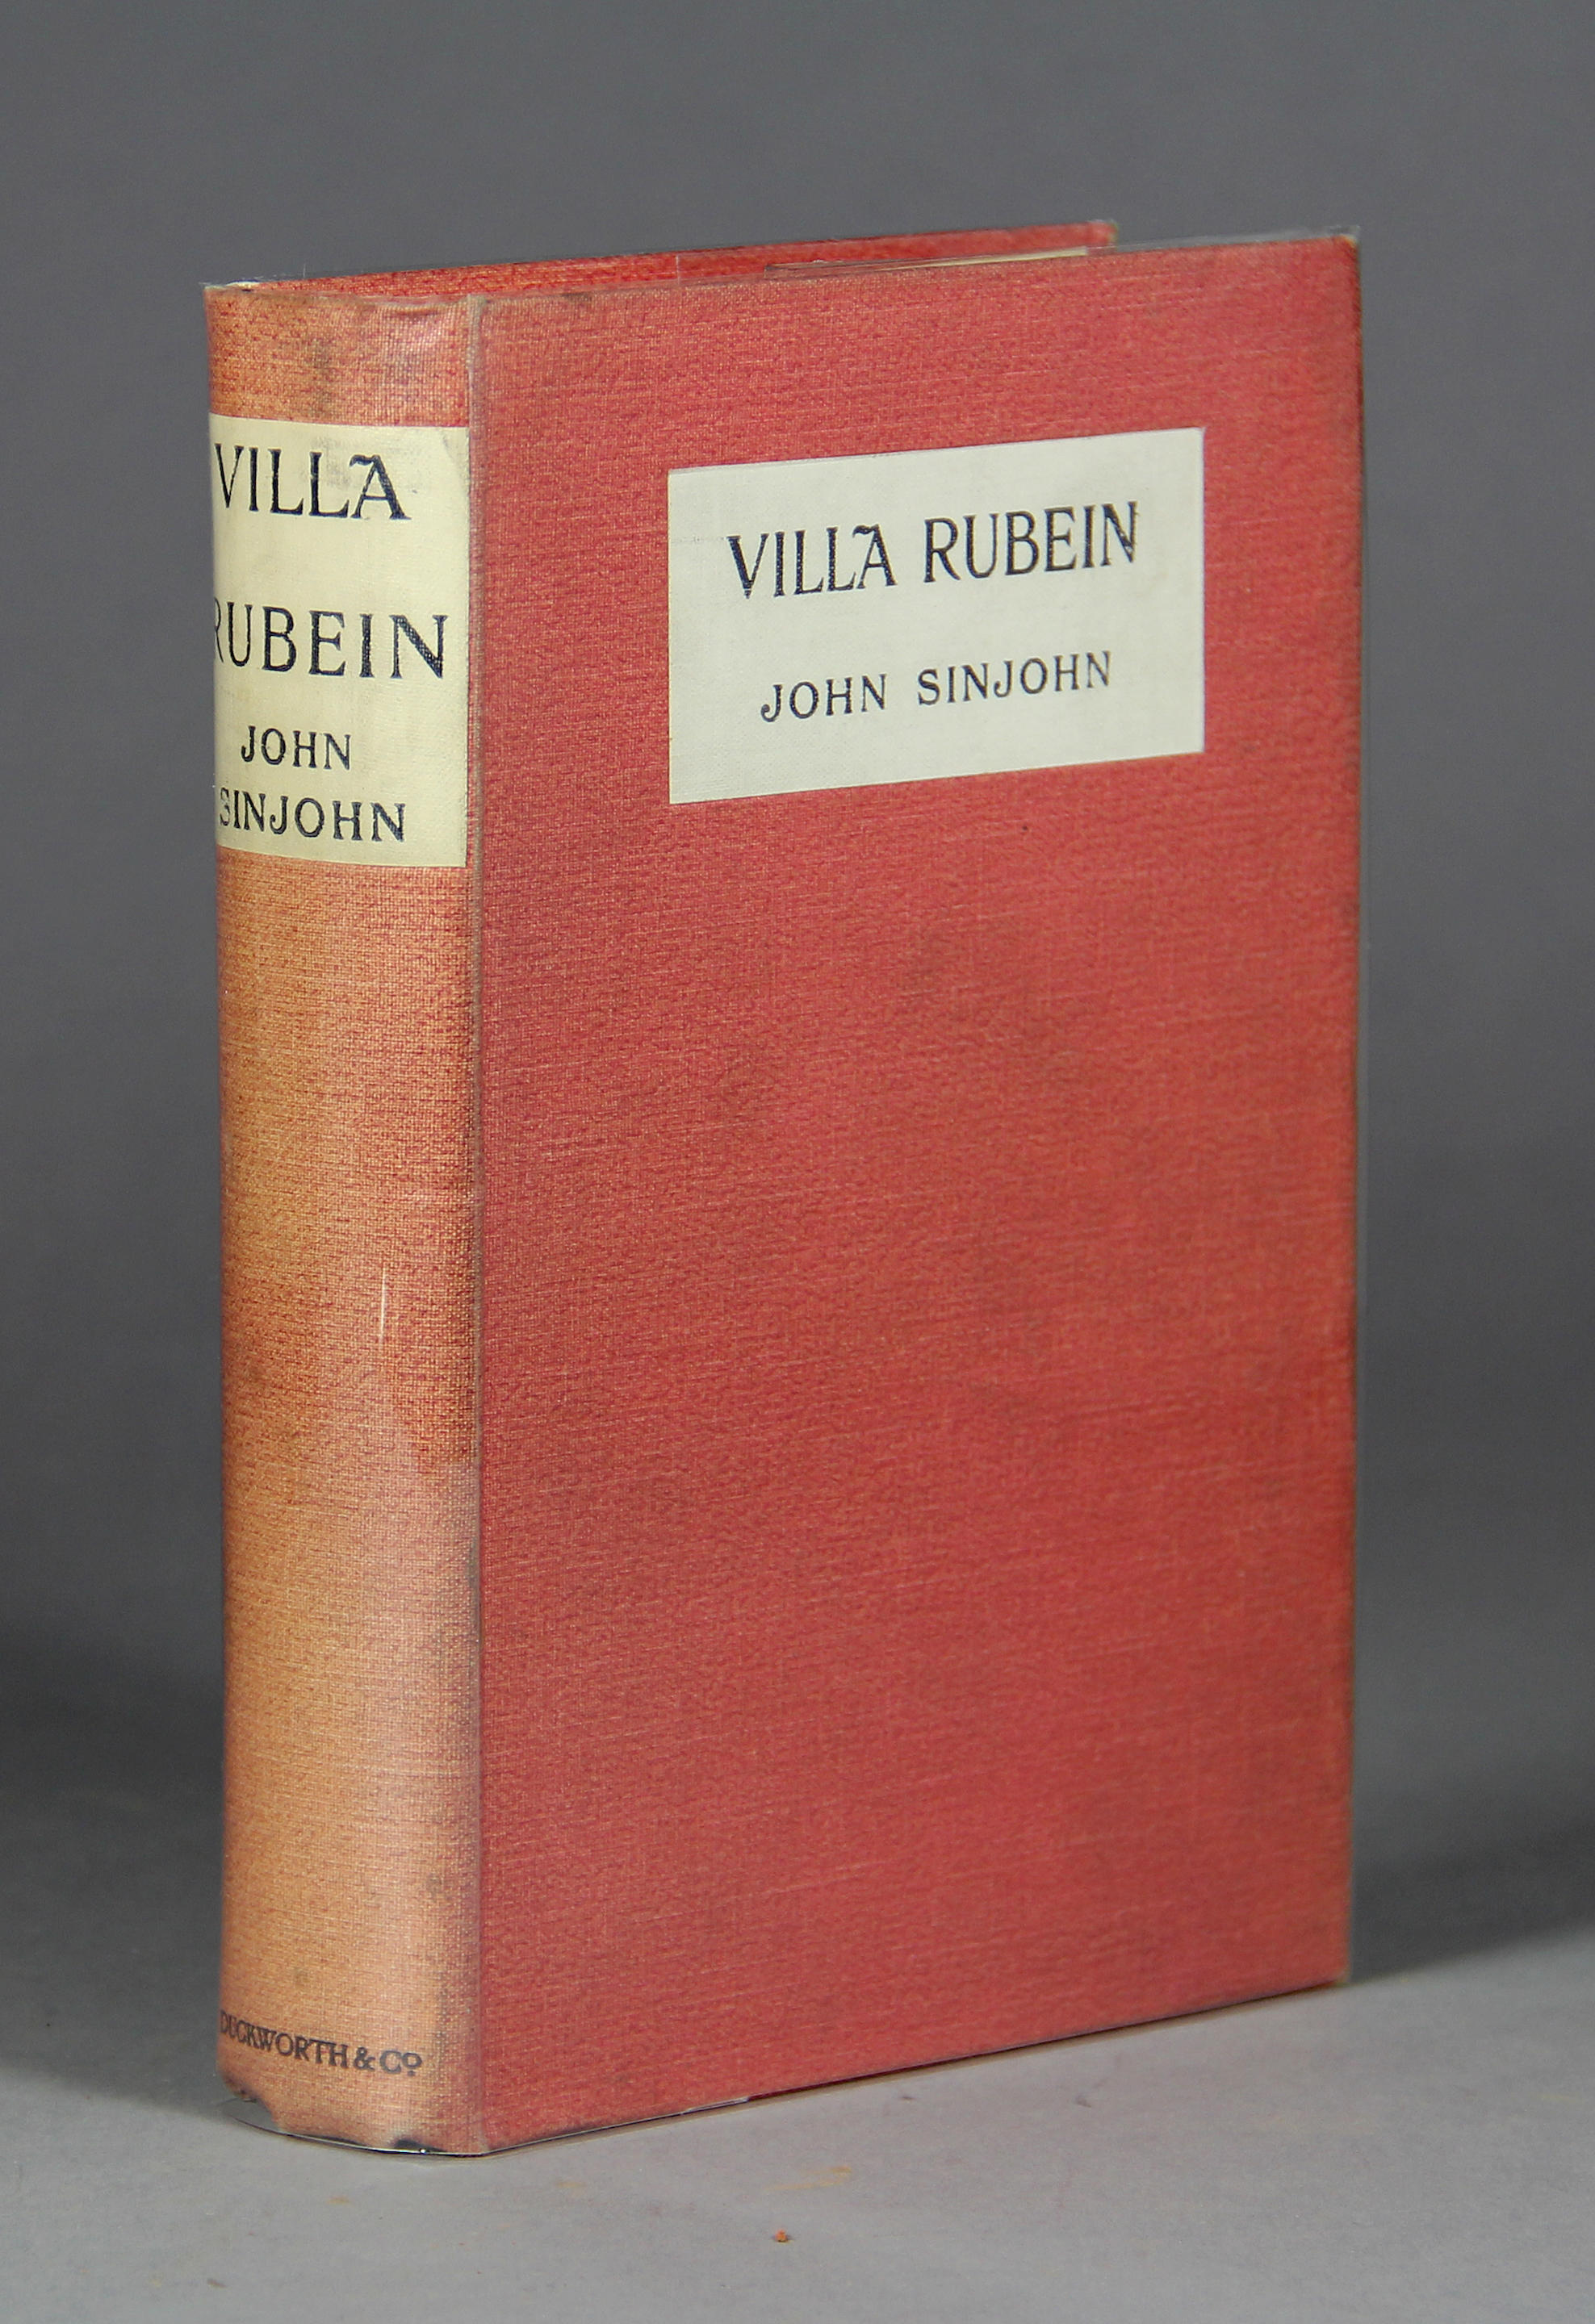 VILLA
RUBEIN
JOHN
SINJOHN
DUCKWORTH & Cº
VILLA RUBEIN
JOHN SINJOHN